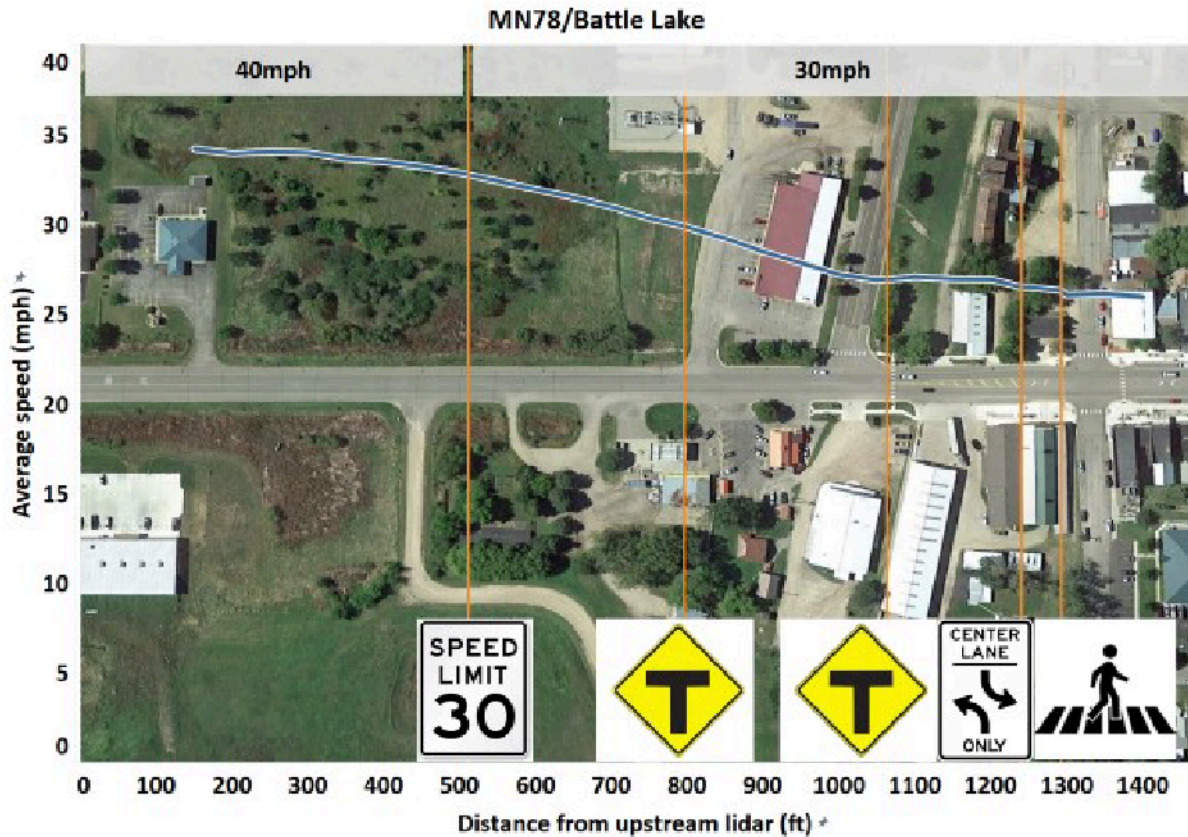 MN78/Battle Lake
40mph
30mph
40
35
30
25
20
15
10
5
0
Average speed (mph) *
SPEED
LIMIT
30
CENTER
LANE
ONLY
0 100 200 300 400 500 600 700 800 900 1000 1100 1200 1300 1400
Distance from upstream lidar (ft) *